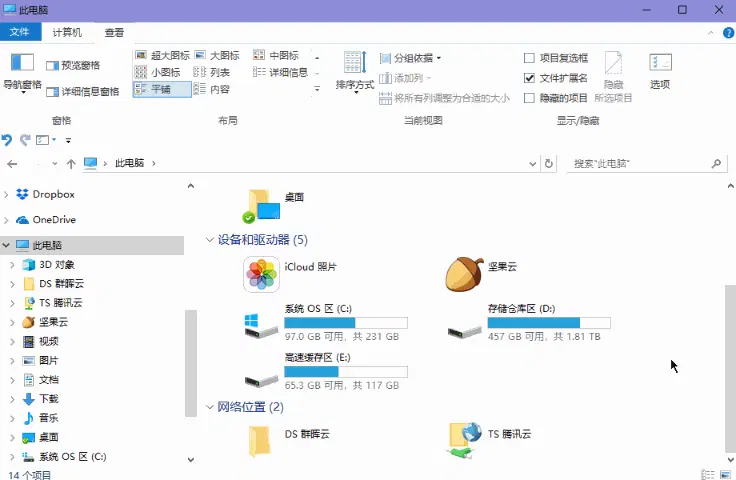 此电脑
文件 计算机 查看
导航窗格 预览窗格 详细信息窗格 窗格
超大图标 大图标 中图标
小图标 列表 详细信息
平铺 内容
布局
排序方式 分组依据 添加列 将所有列调整为合适的大小
当前视图
项目复选框
文件扩展名
隐藏的项目
隐藏 所选项目
选项
显示/隐藏
此电脑
搜索"此电脑"
Dropbox
OneDrive
此电脑
3D 对象
DS 群晖云
TS 腾讯云
坚果云
视频
图片
文档
下载
音乐
桌面
系统 OS 区 (C:)
桌面
设备和驱动器 (5)
iCloud 照片
坚果云
系统 OS 区 (C:)
97.0 GB 可用，共 231 GB
存储仓库区 (D:)
457 GB 可用，共 1.81 TB
高速缓存区 (E:)
65.3 GB 可用，共 117 GB
网络位置 (2)
DS 群晖云
TS 腾讯云
14 个项目